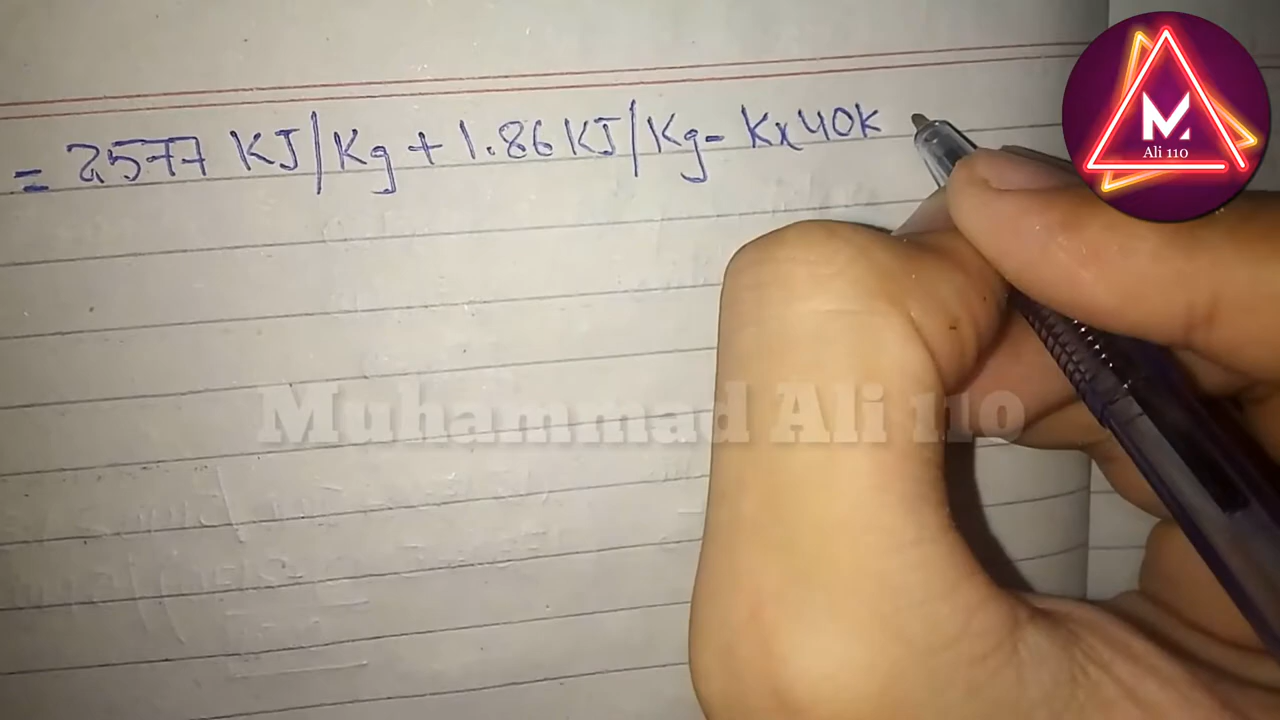 = 2577 KJ/Kg + 1.86 KJ/Kg - K x 40K
M.
Ali 110
Muhammad Ali 110